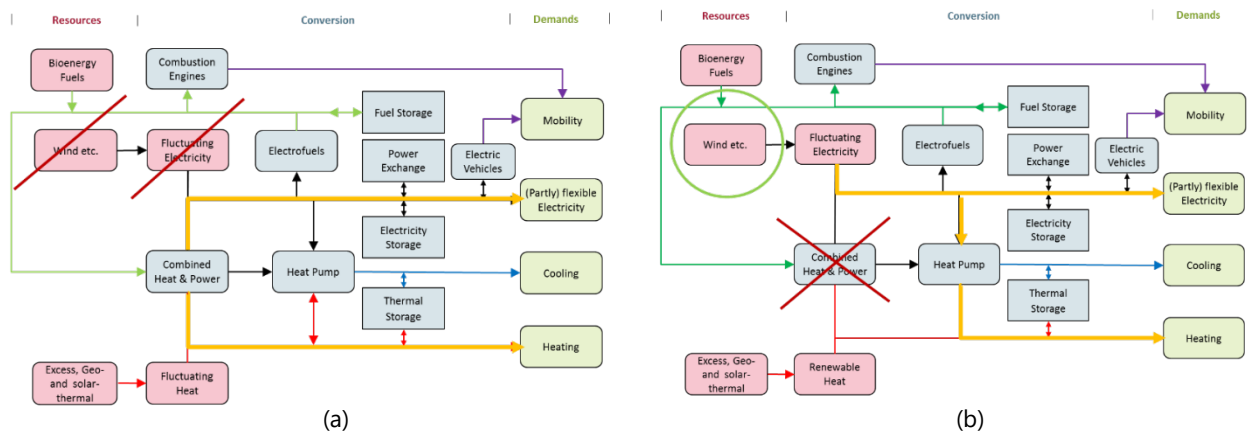 Resources
Conversion
Demands
Bioenergy
Fuels
Combustion
Engines
Fuel Storage
Mobility
Wind etc.
Fluctuating
Electricity
Electrofuels
Power
Exchange
Electric
Vehicles
(Partly) flexible
Electricity
Electricity
Storage
Combined
Heat & Power
Heat Pump
Cooling
Thermal
Storage
Heating
Excess, Geo-
and solar-
thermal
Fluctuating
Heat
(a)
Resources
Conversion
Demands
Bioenergy
Fuels
Combustion
Engines
Fuel Storage
Mobility
Wind etc.
Fluctuating
Electricity
Electrofuels
Power
Exchange
Electric
Vehicles
(Partly) flexible
Electricity
Electricity
Storage
Combined
Heat & Power
Heat Pump
Cooling
Thermal
Storage
Heating
Excess, Geo-
and solar-
thermal
Renewable
Heat
(b)